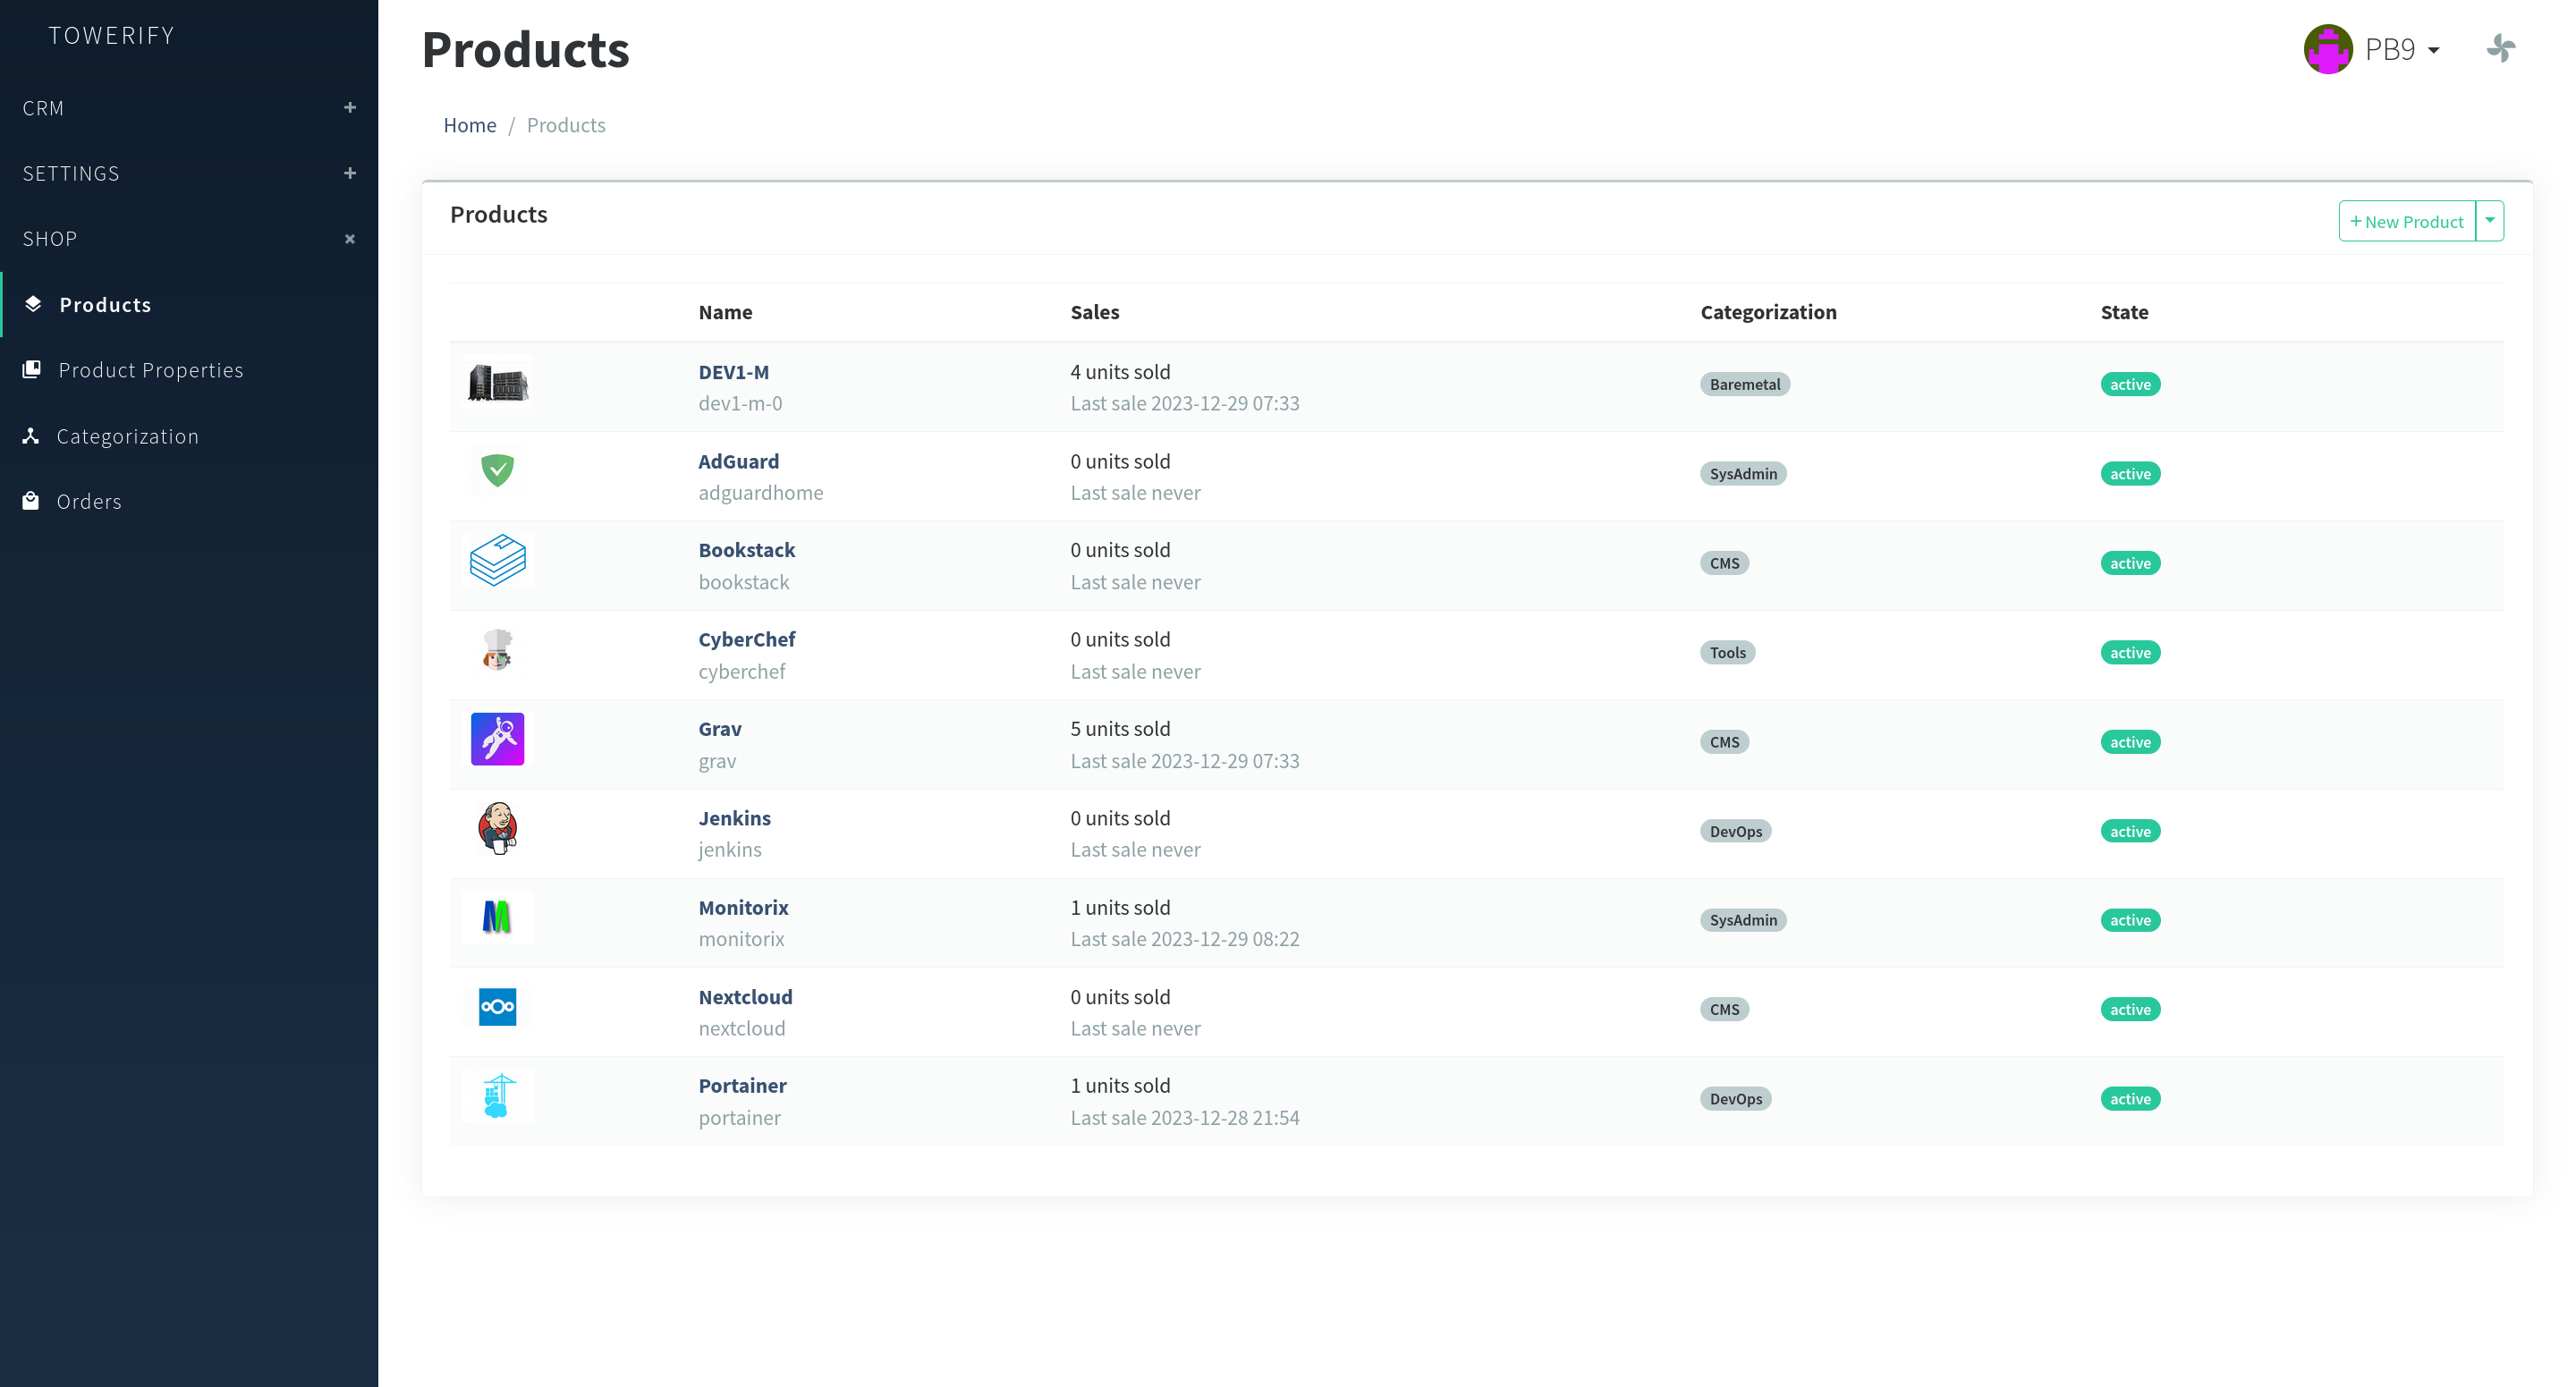 TOWERIFY
CRM
SETTINGS
SHOP
Products
Product Properties
Categorization
Orders
Products
PB9
Home / Products
Products
+ New Product
Name Sales Categorization State
DEV1-M 4 units sold Baremetal active
dev1-m-0 Last sale 2023-12-29 07:33
AdGuard 0 units sold SysAdmin active
adguardhome Last sale never
Bookstack 0 units sold CMS active
bookstack Last sale never
CyberChef 0 units sold Tools active
cyberchef Last sale never
Grav 5 units sold CMS active
grav Last sale 2023-12-29 07:33
Jenkins 0 units sold DevOps active
jenkins Last sale never
Monitorix 1 units sold SysAdmin active
monitorix Last sale 2023-12-29 08:22
Nextcloud 0 units sold CMS active
nextcloud Last sale never
Portainer 1 units sold DevOps active
portainer Last sale 2023-12-28 21:54